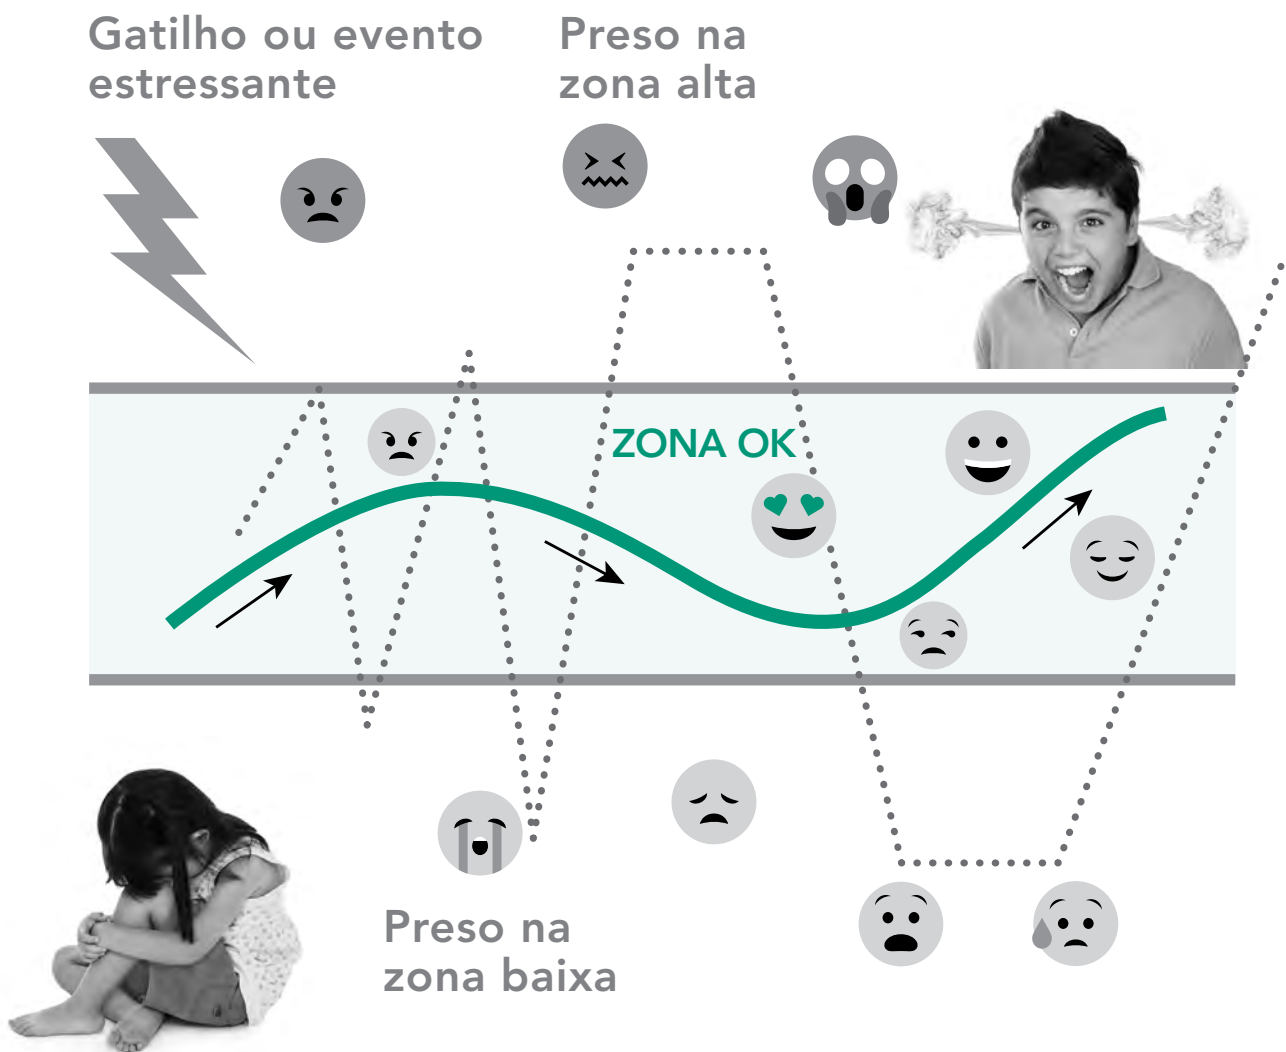 Gatilho ou evento
estressante
Preso na
zona alta
ZONA OK
Preso na
zona baixa